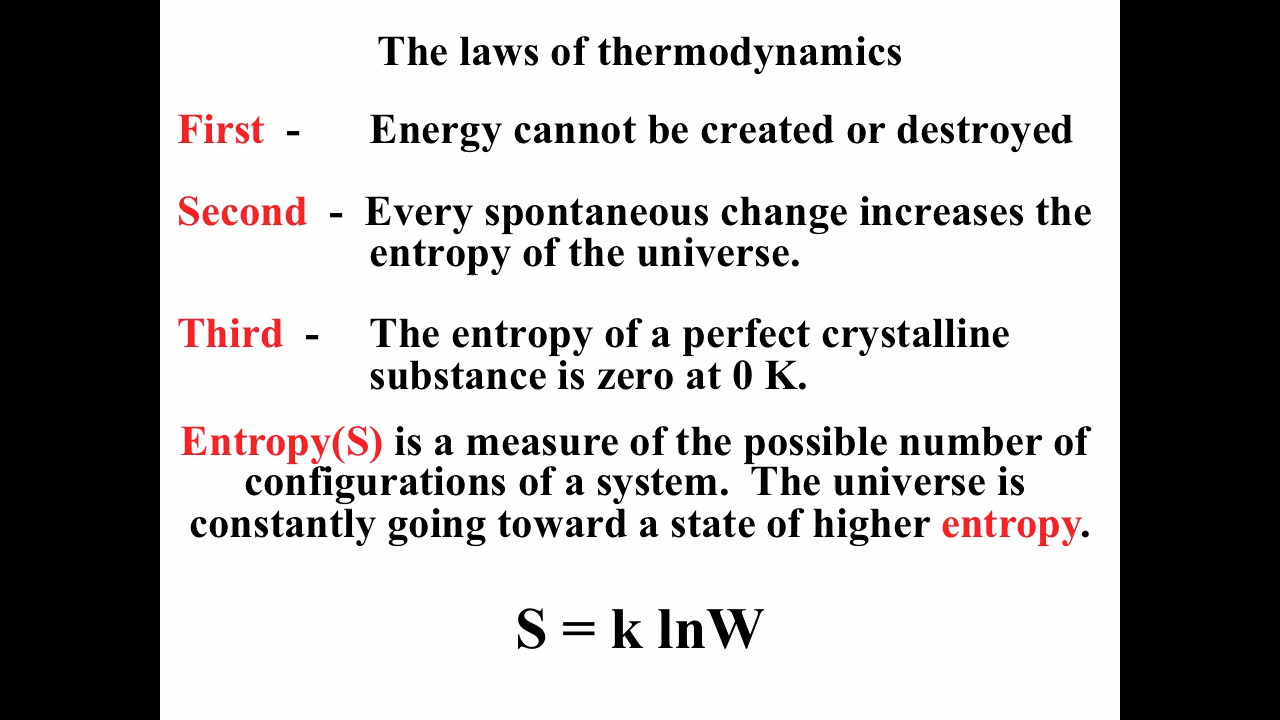 The laws of thermodynamics
First - Energy cannot be created or destroyed
Second - Every spontaneous change increases the
entropy of the universe.
Third - The entropy of a perfect crystalline
substance is zero at 0 K.
Entropy(S) is a measure of the possible number of
configurations of a system. The universe is
constantly going toward a state of higher entropy.
S = k lnW